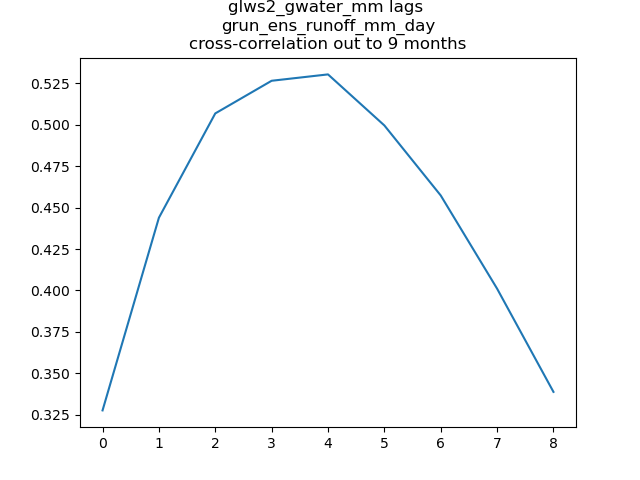 glws2_gwater_mm lags
grun_ens_runoff_mm_day
cross-correlation out to 9 months
0.525
0.500
0.475
0.450
0.425
0.400
0.375
0.350
0.325
0 1 2 3 4 5 6 7 8